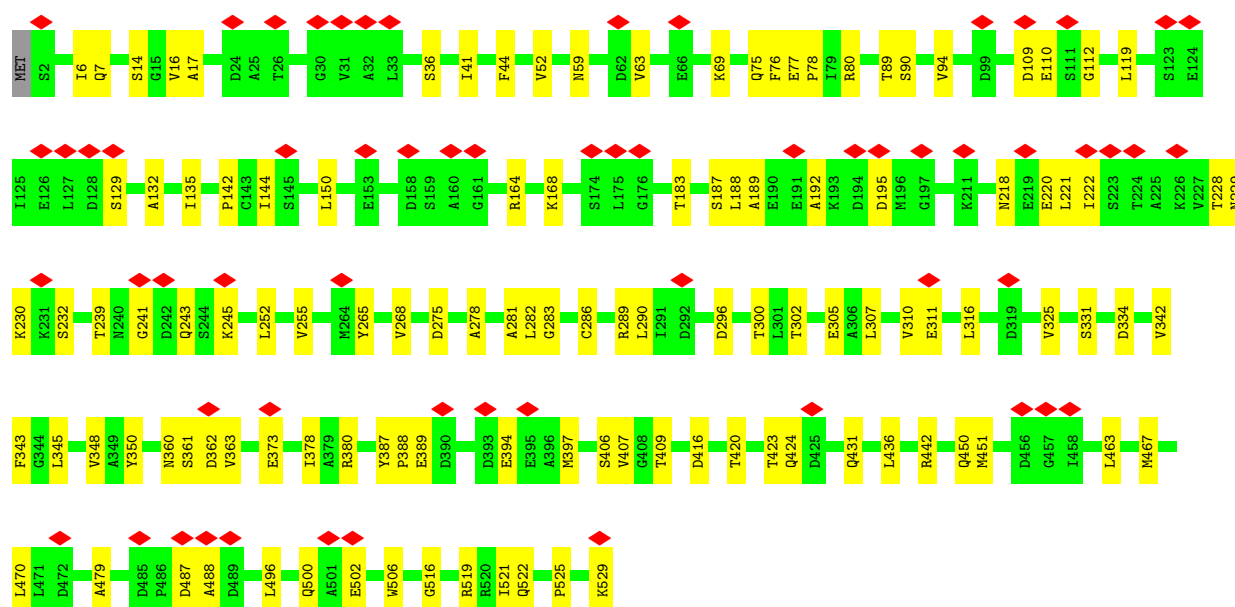 MET S2 I6 Q7 S14 G15 V16 A17 D24 A25 T26 G30 V31 A32 L33 S36 I41 F44 V52 N59 D62 V63 E66 K69 Q75 F76 E77 P78 I79 R80 T89 S90 V94 D99 D109 E110 S111 G112 L119 S123 E124
I125 E126 L127 D128 S129 A132 I135 P142 C143 I144 S145 L150 E153 D158 S159 A160 G161 R164 K168 S174 L175 G176 T183 S187 L188 A189 E190 E191 A192 K193 D194 D195 M196 G197 K211 N218 E219 E220 L221 I222 S223 T224 A225 K226 V227 T228 N229
K230 K231 S232 T239 N240 G241 D242 Q243 S244 K245 L252 V255 M264 Y265 V268 D275 A278 A281 L282 G283 C286 R289 L290 I291 D292 D296 T300 L301 T302 E305 A306 L307 V310 E311 L316 D319 V325 S331 D334 V342
F343 G344 L345 V348 A349 Y350 N360 S361 D362 V363 E373 I378 A379 R380 Y387 P388 E389 D390 D393 E394 E395 A396 M397 S406 V407 G408 T409 D416 T420 T423 Q424 D425 Q431 L436 R442 Q450 M451 D456 G457 I458 L463 M467
L470 L471 D472 A479 D485 P486 D487 A488 D489 L496 Q500 A501 E502 W506 G516 R519 R520 I521 Q522 P525 K529